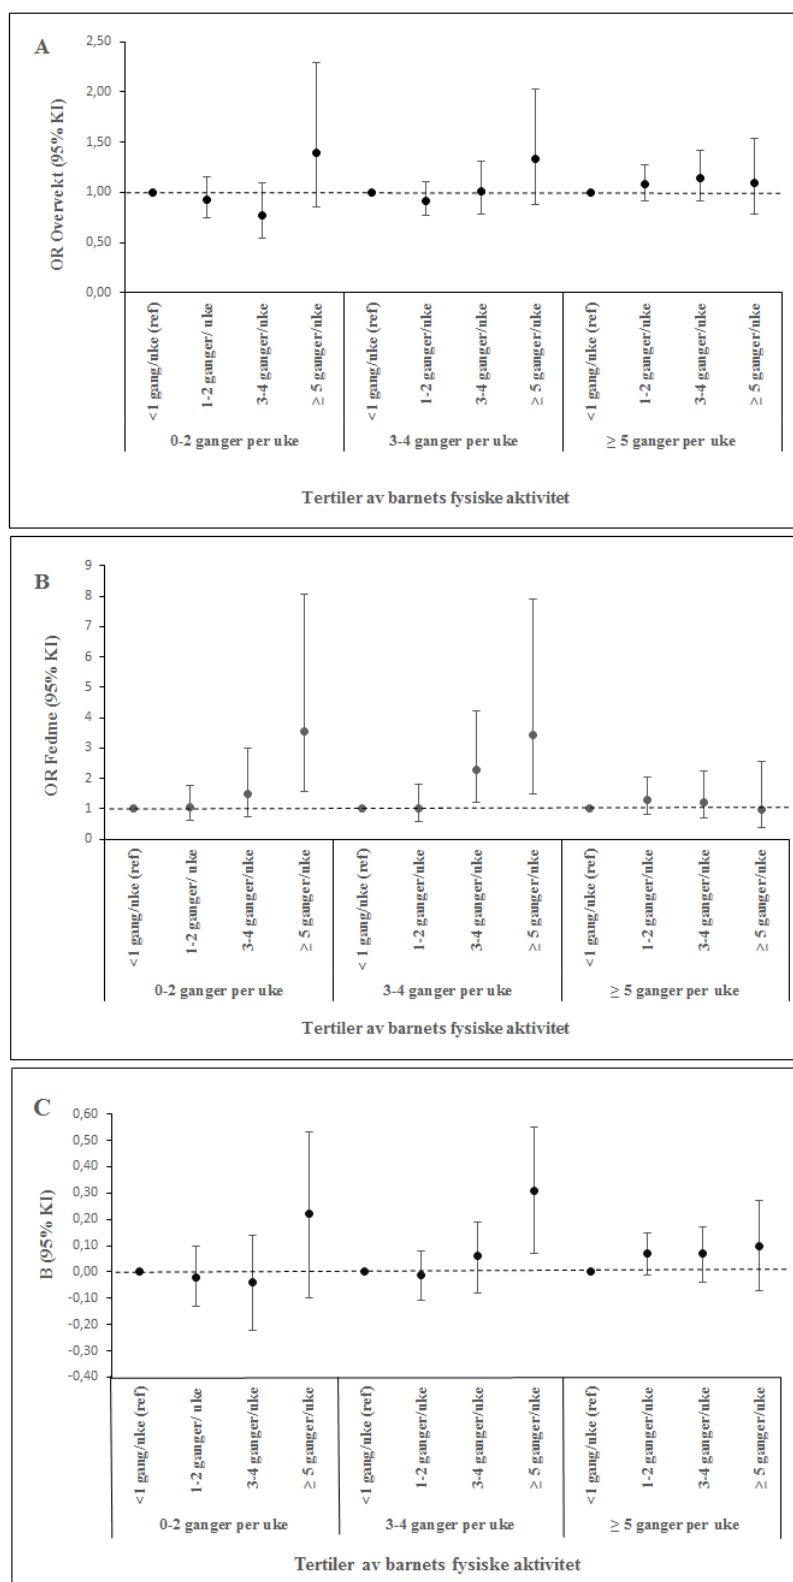 A
OR Overvekt (95% KI)
2,50
2,00
1,50
1,00
0,50
0,00
<1 gang/uke (ref)
1-2 ganger/ uke
3-4 ganger/uke
≥ 5 ganger/uke
<1 gang/uke (ref)
1-2 ganger/uke
3-4 ganger/uke
≥ 5 ganger/uke
<1 gang/uke (ref)
1-2 ganger/uke
3-4 ganger/uke
≥ 5 ganger/uke
0-2 ganger per uke
3-4 ganger per uke
≥ 5 ganger per uke
Tertiler av barnets fysiske aktivitet
B
OR Fedme (95% KI)
9
8
7
6
5
4
3
2
1
0
<1 gang/uke (ref)
1-2 ganger/ uke
3-4 ganger/uke
≥ 5 ganger/uke
< 1 gang/uke (ref)
1-2 ganger/uke
3-4 ganger/uke
≥ 5 ganger/uke
<1 gang/uke (ref)
1-2 ganger/uke
3-4 ganger/uke
≥ 5 ganger/uke
0-2 ganger per uke
3-4 ganger per uke
≥ 5 ganger per uke
Tertiler av barnets fysiske aktivitet
C
B (95% KI)
0,60
0,50
0,40
0,30
0,20
0,10
0,00
-0,10
-0,20
-0,30
-0,40
<1 gang/uke (ref)
1-2 ganger/ uke
3-4 ganger/uke
≥ 5 ganger/uke
<1 gang/uke (ref)
1-2 ganger/uke
3-4 ganger/uke
≥ 5 ganger/uke
<1 gang/uke (ref)
1-2 ganger/uke
3-4 ganger/uke
≥ 5 ganger/uke
0-2 ganger per uke
3-4 ganger per uke
≥ 5 ganger per uke
Tertiler av barnets fysiske aktivitet